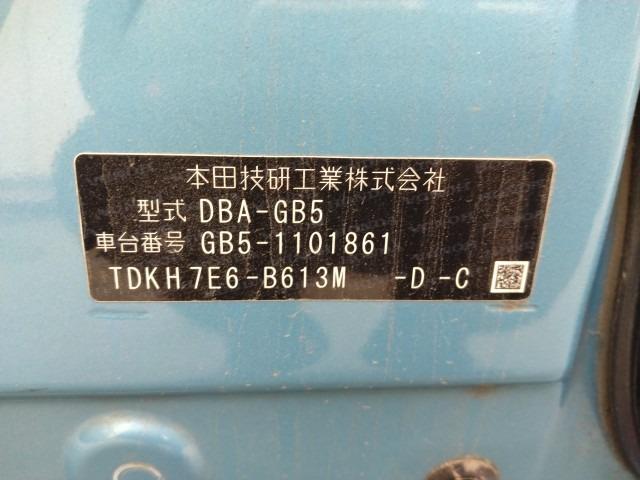 本田技研工業株式会社
型式 DBA-GB5
車台番号 GB5-1101861
TDKH7E6-B613M -D -C